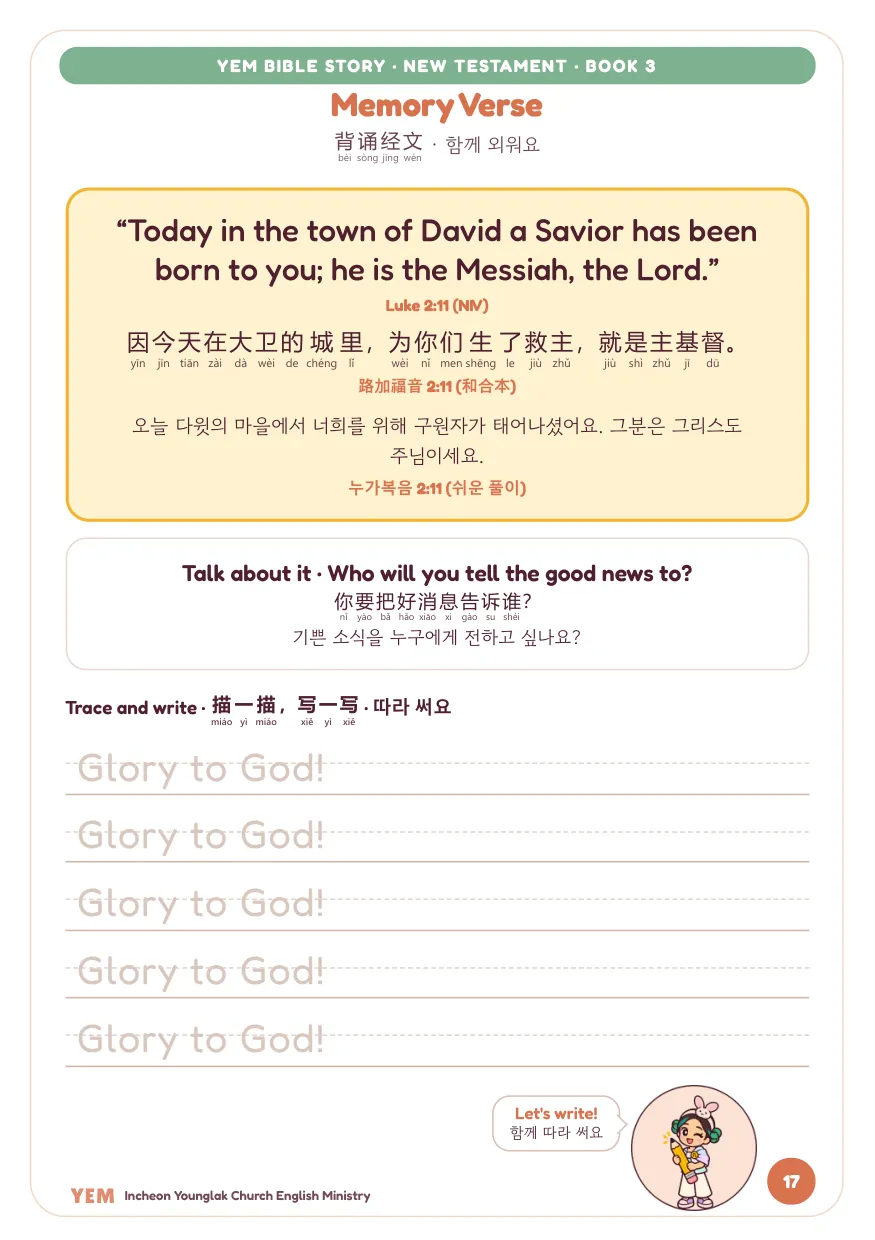 YEM BIBLE STORY · NEW TESTAMENT · BOOK 3
Memory Verse
背诵经文 · 함께 외워요
bèi sòng jīng wén
“Today in the town of David a Savior has been
born to you; he is the Messiah, the Lord.”
Luke 2:11 (NIV)
因今天在大卫的城里，为你们生了救主，就是主基督。
yīn jīn tiān zài dà wèi de chéng lǐ wèi nǐ men shēng le jiù zhǔ jiù shì zhǔ jī dū
路加福音 2:11 (和合本)
오늘 다윗의 마을에서 너희를 위해 구원자가 태어나셨어요. 그분은 그리스도
주님이세요.
누가복음 2:11 (쉬운 풀이)
Talk about it · Who will you tell the good news to?
你要把好消息告诉谁？
nǐ yào bǎ hǎo xiāo xi gào su shéi
기쁜 소식을 누구에게 전하고 싶나요?
Trace and write · 描一描，写一写 · 따라 써요
miáo yì miáo xiě yì xiě
Glory to God!
Glory to God!
Glory to God!
Glory to God!
Glory to God!
Let's write!
함께 따라 써요
YEM Incheon Younglak Church English Ministry
17